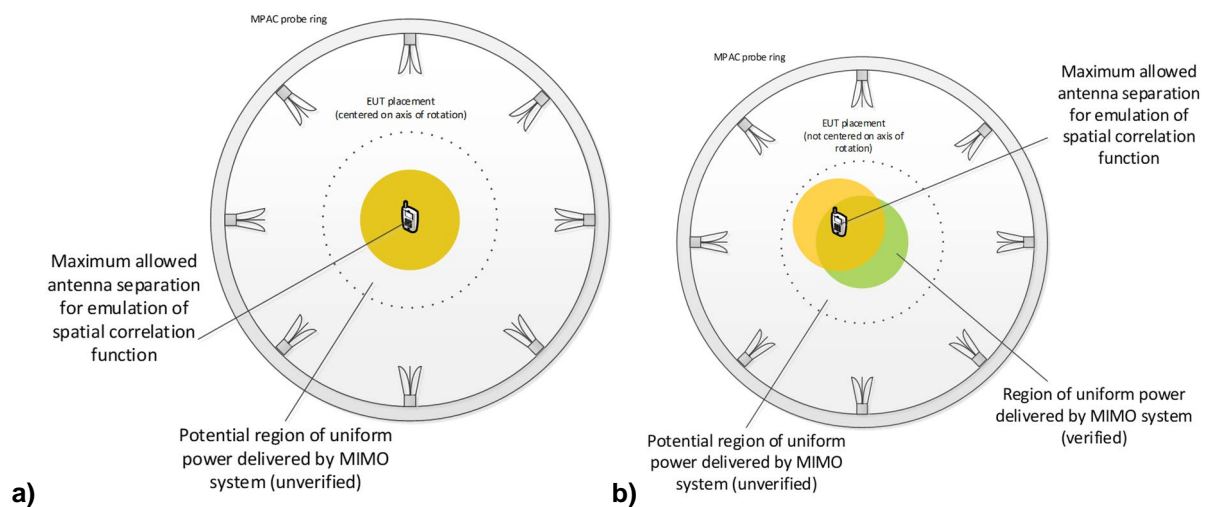 MPAC probe ring
EUT placement
(centered on axis of rotation)
Maximum allowed
antenna separation
for emulation of
spatial correlation
function
Potential region of uniform
power delivered by MIMO
system (unverified)
a)
MPAC probe ring
Maximum allowed
antenna separation
for emulation of
spatial correlation
function
EUT placement
(not centered on axis of
rotation)
Region of uniform power
delivered by MIMO system
(verified)
Potential region of uniform
power delivered by MIMO
system (unverified)
b)